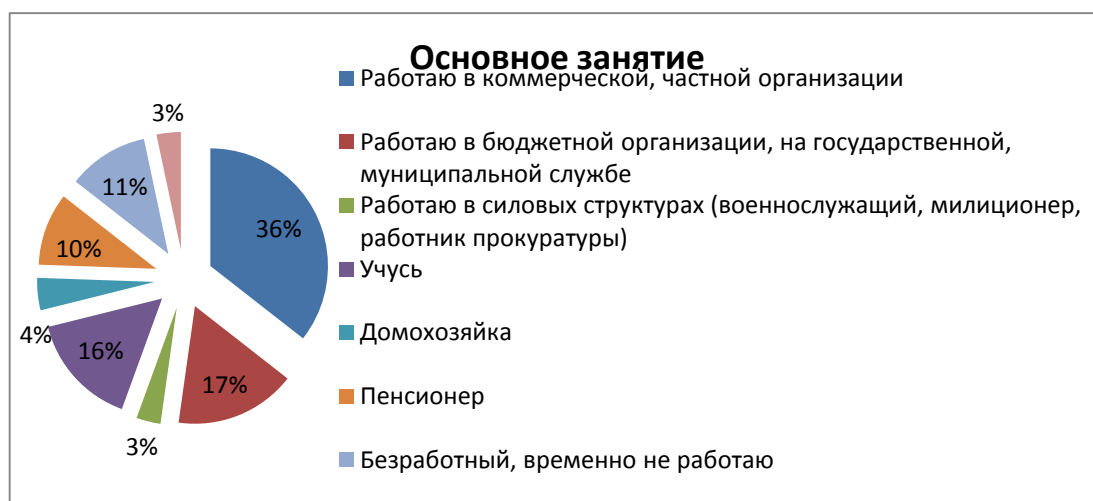 Основное занятие
Работаю в коммерческой, частной организации
Работаю в бюджетной организации, на государственной,
муниципальной службе
Работаю в силовых структурах (военнослужащий, милиционер,
работник прокуратуры)
Учусь
Домохозяйка
Пенсионер
Безработный, временно не работаю
3%
11%
36%
10%
4%
16%
17%
3%